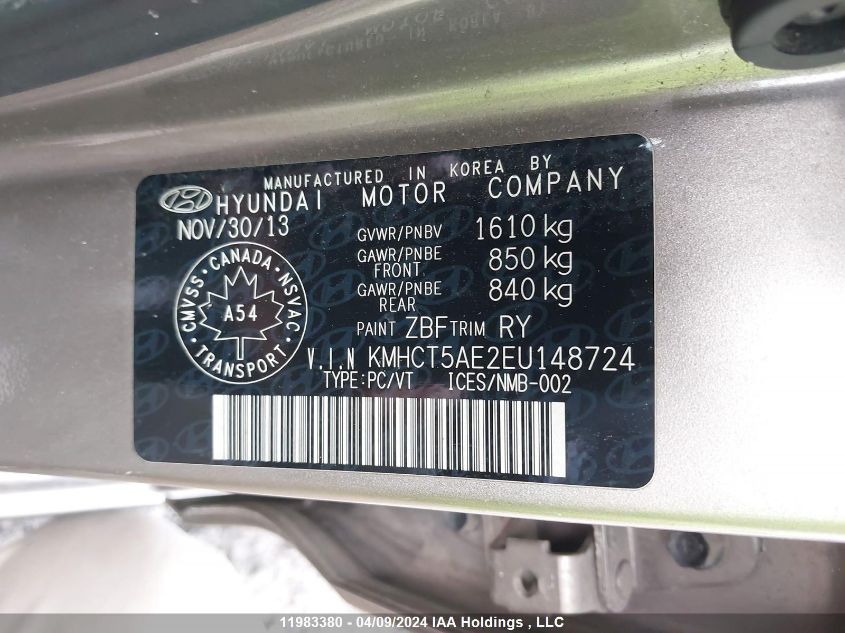 MANUFACTURED IN KOREA BY
HYUNDAI MOTOR COMPANY
NOV/30/13
GVWR/PNBV 1610 kg
GAWR/PNBE FRONT 850 kg
GAWR/PNBE REAR 840 kg
CMVSS · CANADA · NSVAC
A54
· TRANSPORT ·
PAINT ZBF TRIM RY
V.I.N KMHCT5AE2EU148724
TYPE:PC/VT ICES/NMB-002
11983380 - 04/09/2024 IAA Holdings , LLC